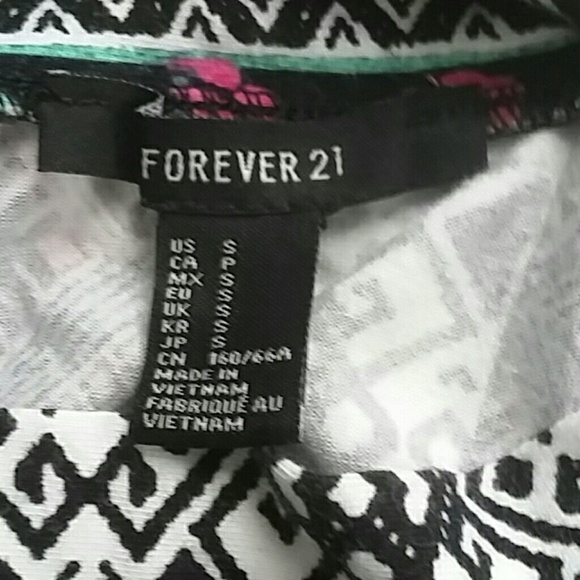 FOREVER 21
US S
CA P
MX S
EU S
UK S
KR S
JP S
CN 160/66A
MADE IN
VIETNAM
FABRIQUÉ AU
VIETNAM